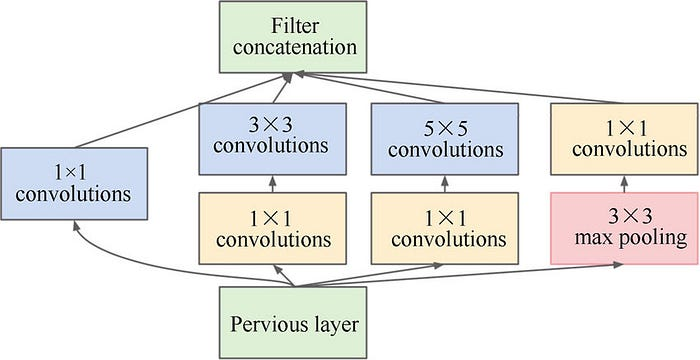 Filter
concatenation
3×3
convolutions
5×5
convolutions
1×1
convolutions
1×1
convolutions
1×1
convolutions
1×1
convolutions
3×3
max pooling
Pervious layer